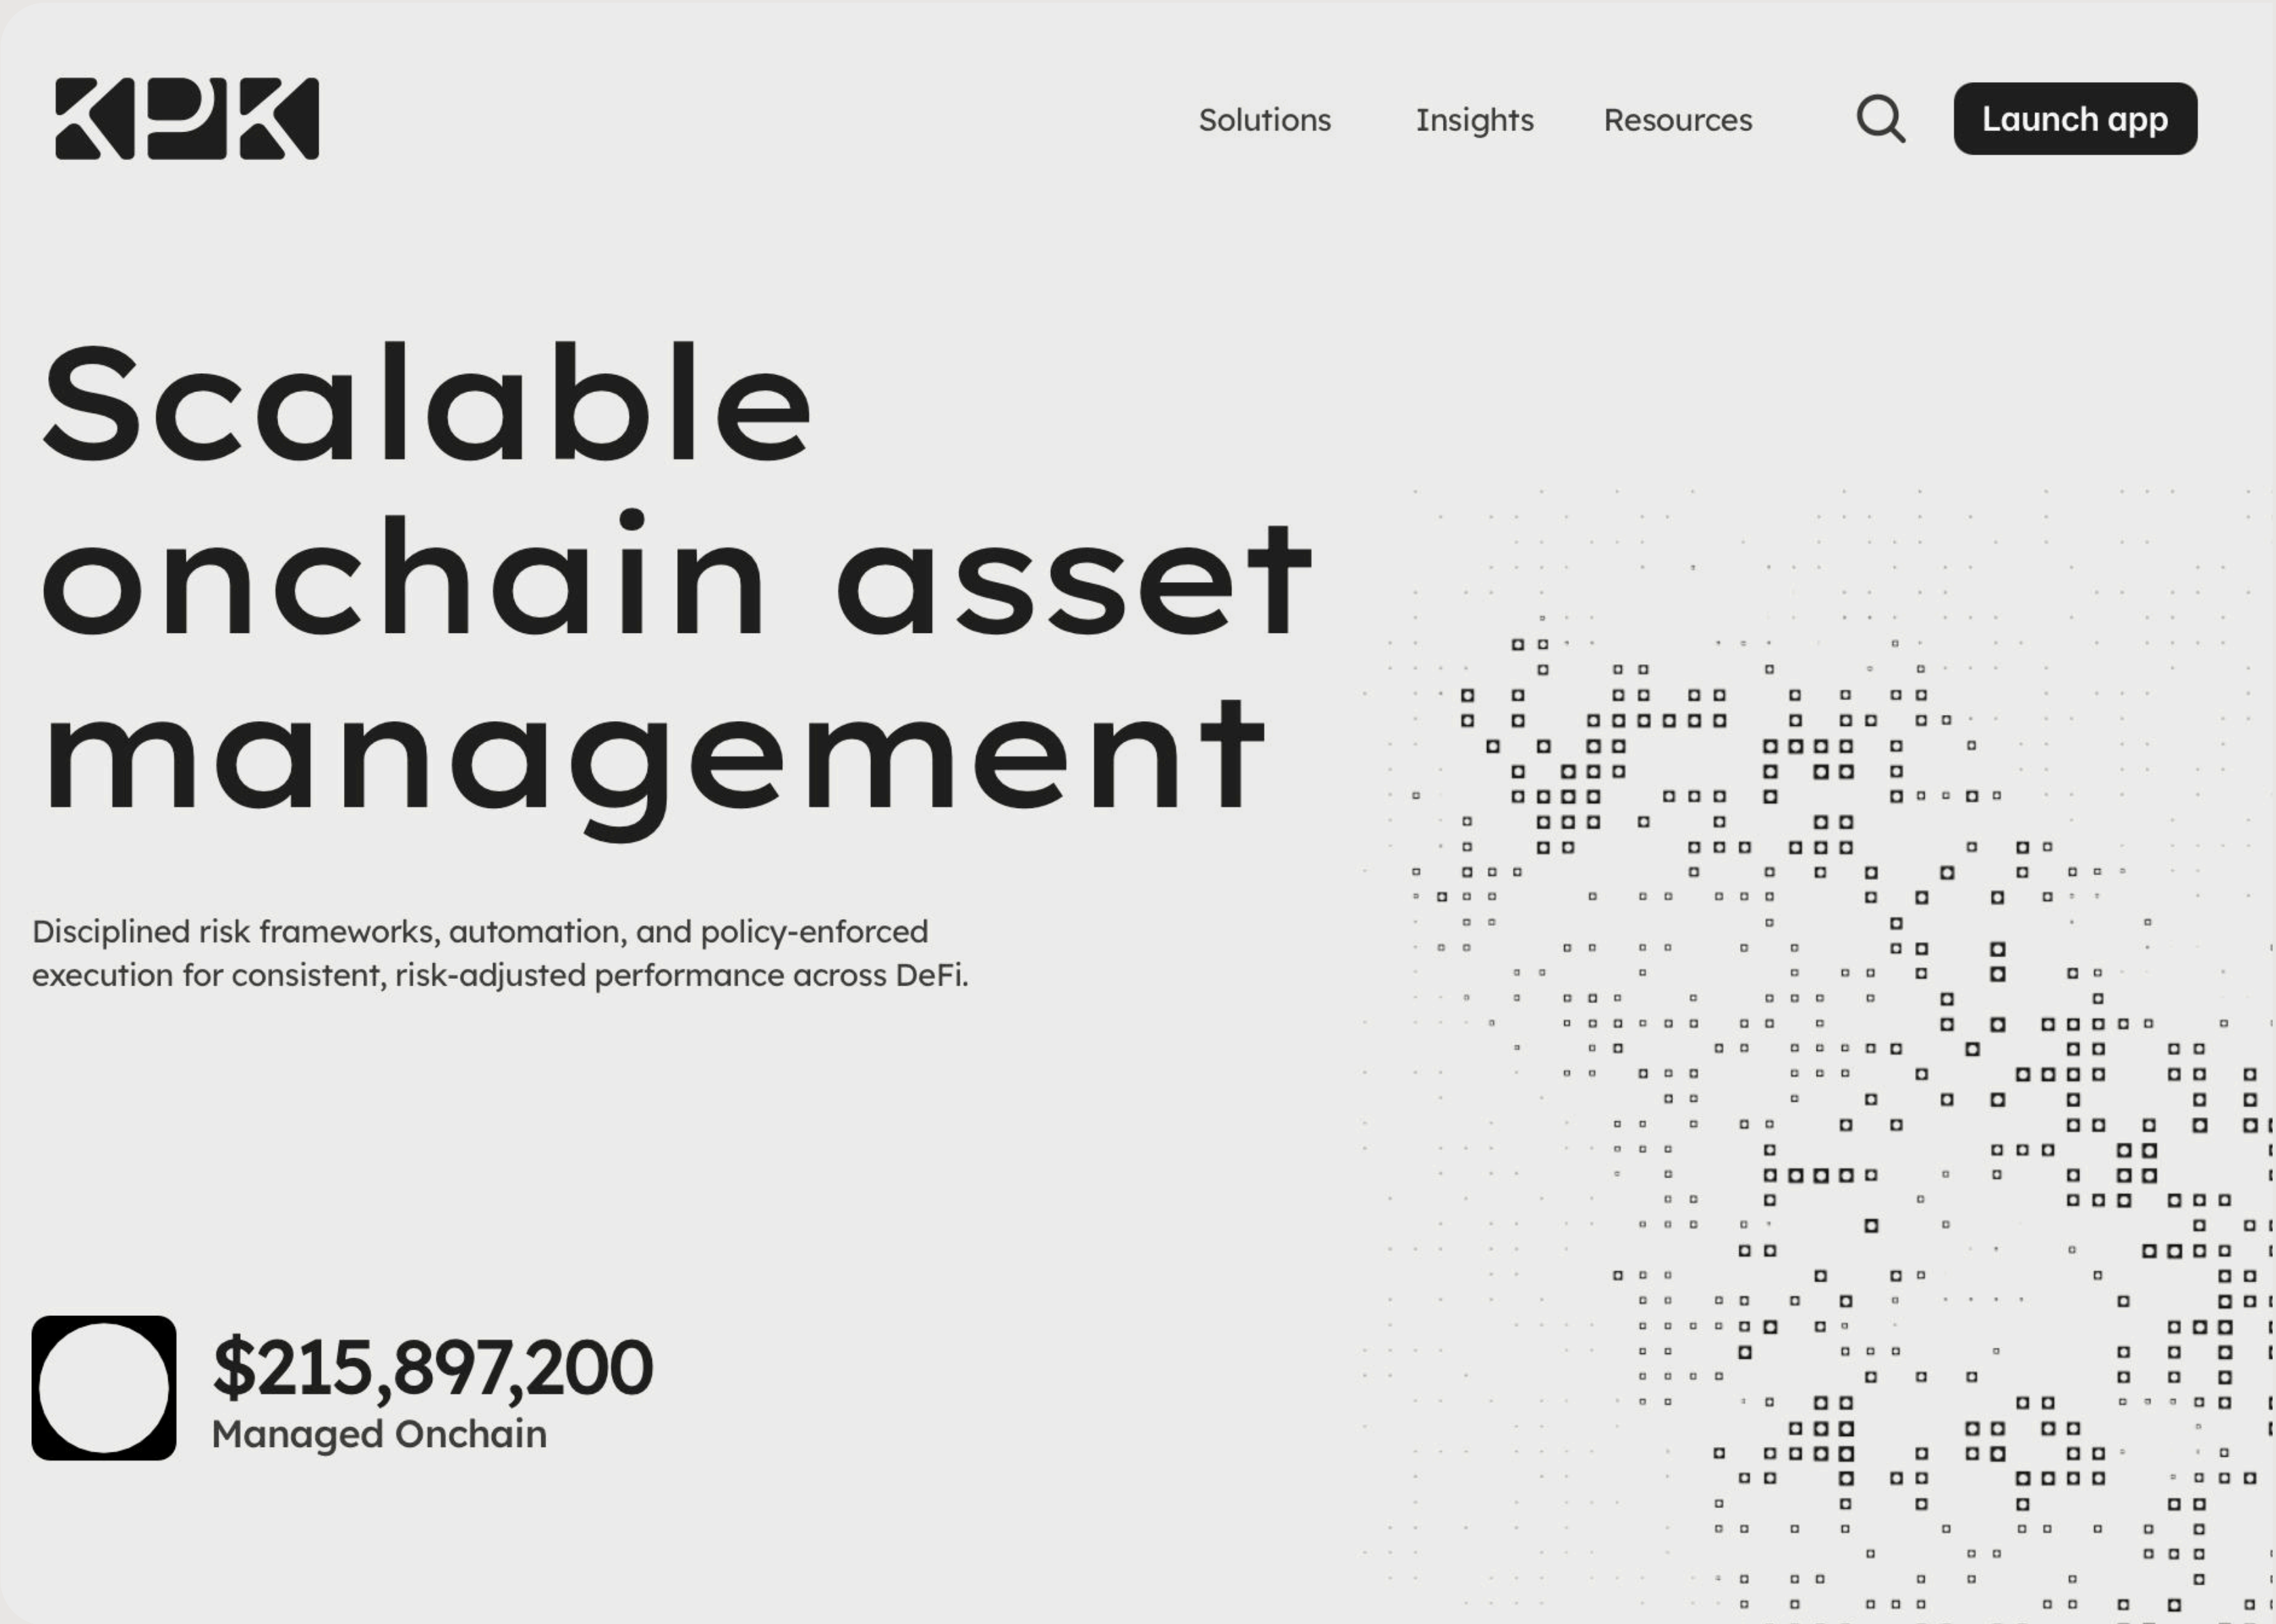 KPK
Solutions Insights Resources Launch app
Scalable
onchain asset
management
Disciplined risk frameworks, automation, and policy-enforced
execution for consistent, risk-adjusted performance across DeFi.
$215,897,200
Managed Onchain